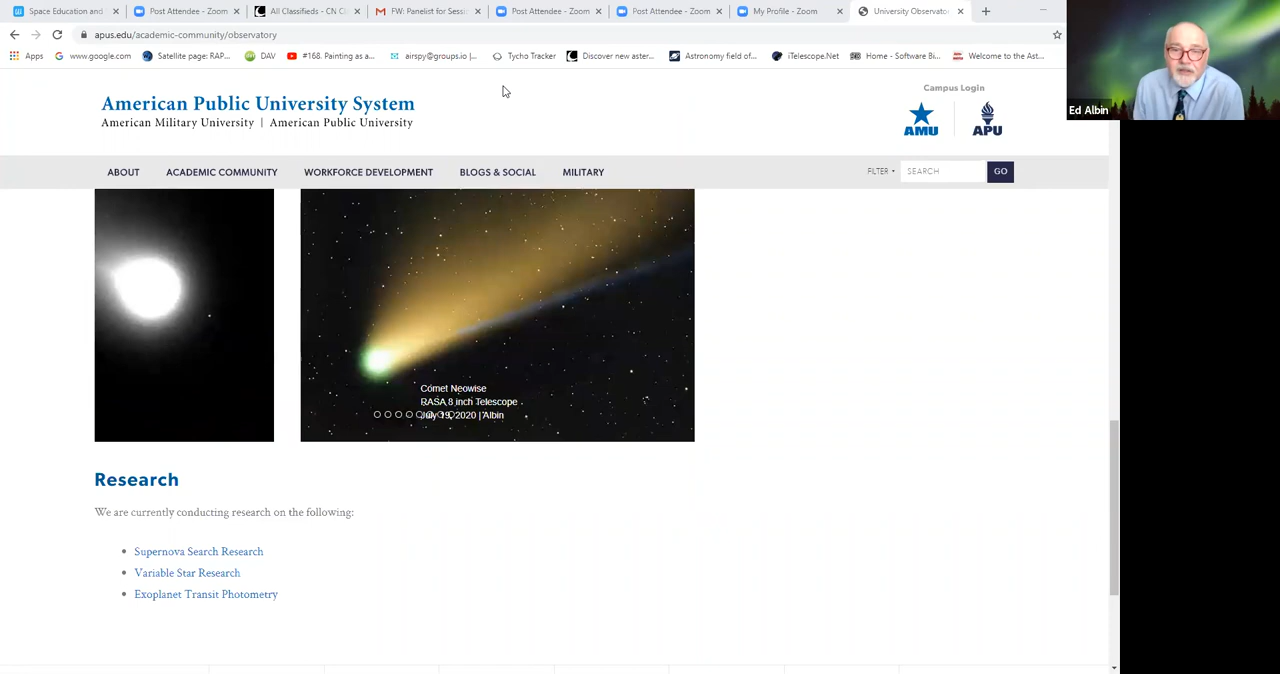 Space Education and
Post Attendee - Zoom
All Classifieds - CN Cl
FW: Panelist for Sessi
Post Attendee - Zoom
Post Attendee - Zoom
My Profile - Zoom
University Observato
apus.edu/academic-community/observatory
Apps
www.google.com
Satellite page: RAP...
DAV
#168. Painting as a...
airspy@groups.io |...
Tycho Tracker
Discover new aster...
Astronomy field of...
iTelescope.Net
Home - Software Bi...
Welcome to the Ast...
Ed Albin
American Public University System
American Military University | American Public University
Campus Login
AMU
APU
ABOUT
ACADEMIC COMMUNITY
WORKFORCE DEVELOPMENT
BLOGS & SOCIAL
MILITARY
FILTER
SEARCH
GO
Comet Neowise
RASA 8 inch Telescope
July 19, 2020 | Albin
Research
We are currently conducting research on the following:
Supernova Search Research
Variable Star Research
Exoplanet Transit Photometry